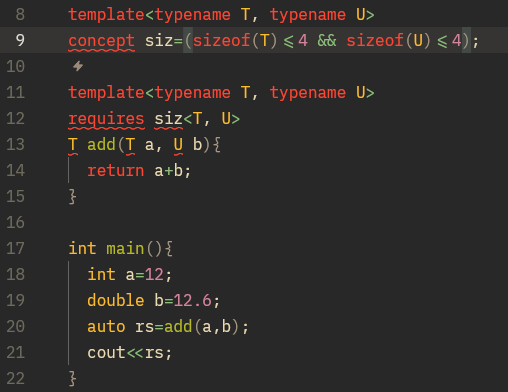 8 template<typename T, typename U>
9 concept siz=(sizeof(T)⩽4 && sizeof(U)⩽4);
10
11 template<typename T, typename U>
12 requires siz<T, U>
13 T add(T a, U b){
14   return a+b;
15 }
16
17 int main(){
18   int a=12;
19   double b=12.6;
20   auto rs=add(a,b);
21   cout<<rs;
22 }